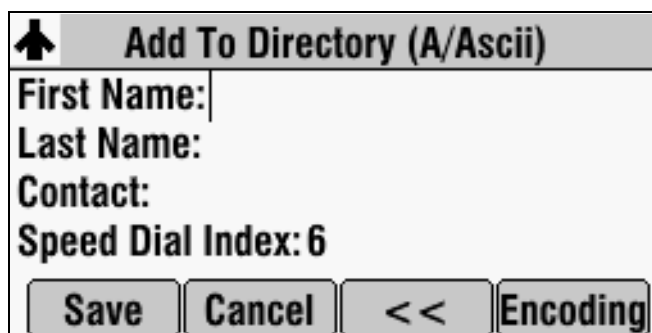 Add To Directory (A/Ascii)
First Name:
Last Name:
Contact:
Speed Dial Index: 6
Save Cancel << Encoding